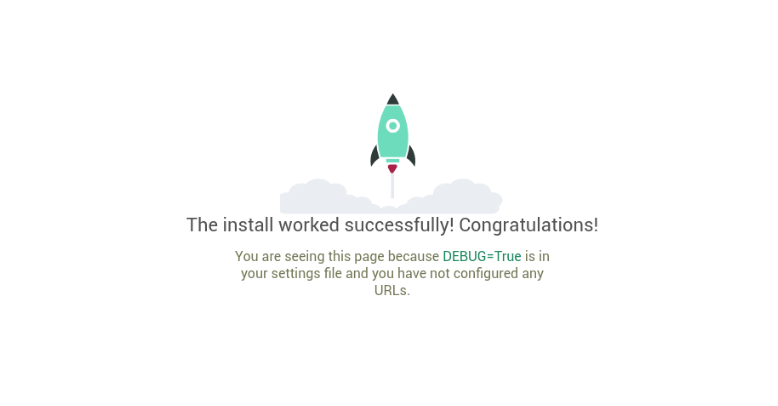 The install worked successfully! Congratulations!
You are seeing this page because DEBUG=True is in
your settings file and you have not configured any
URLs.